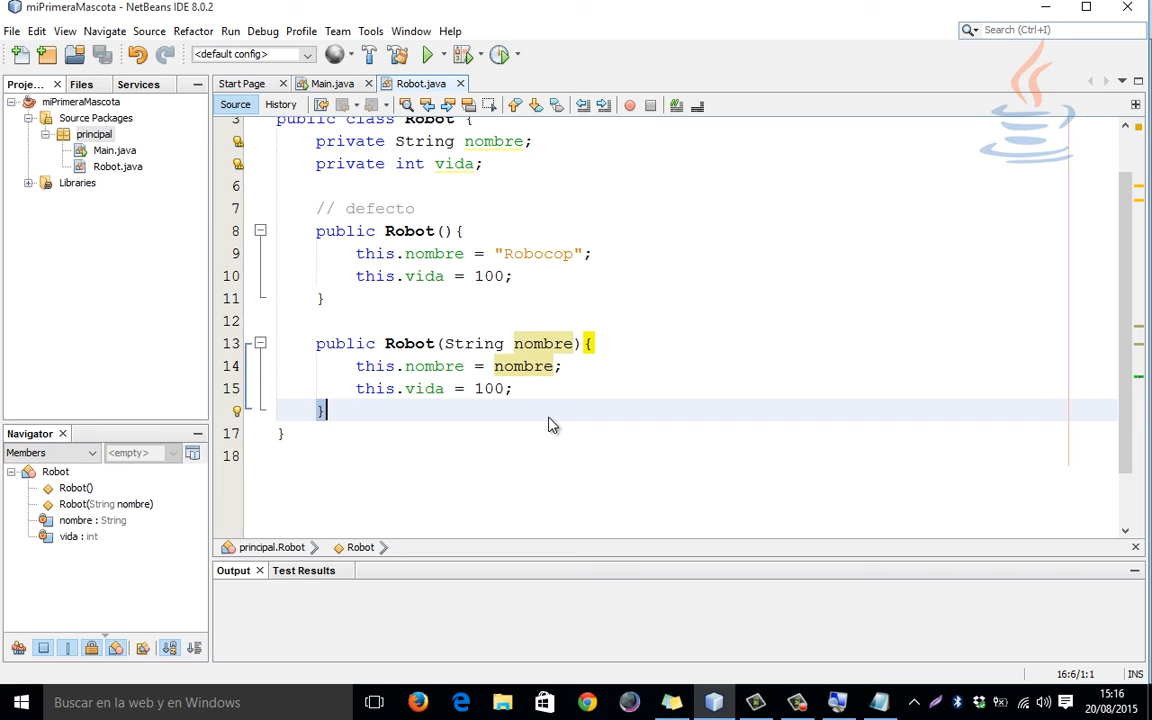 miPrimeraMascota - NetBeans IDE 8.0.2
File Edit View Navigate Source Refactor Run Debug Profile Team Tools Window Help
Search (Ctrl+I)
<default config>
Proje... Files Services
Start Page Main.java Robot.java
miPrimeraMascota
Source Packages
principal
Main.java
Robot.java
Libraries
Source History
3 public class Robot {
private String nombre;
private int vida;
6
7 // defecto
8 public Robot(){
9 this.nombre = "Robocop";
10 this.vida = 100;
11 }
12
13 public Robot(String nombre){
14 this.nombre = nombre;
15 this.vida = 100;
}
17 }
18
Navigator
Members <empty>
Robot
Robot()
Robot(String nombre)
nombre : String
vida : int
principal.Robot Robot
Output Test Results
16:6/1:1 INS
Buscar en la web y en Windows
15:16
20/08/2015